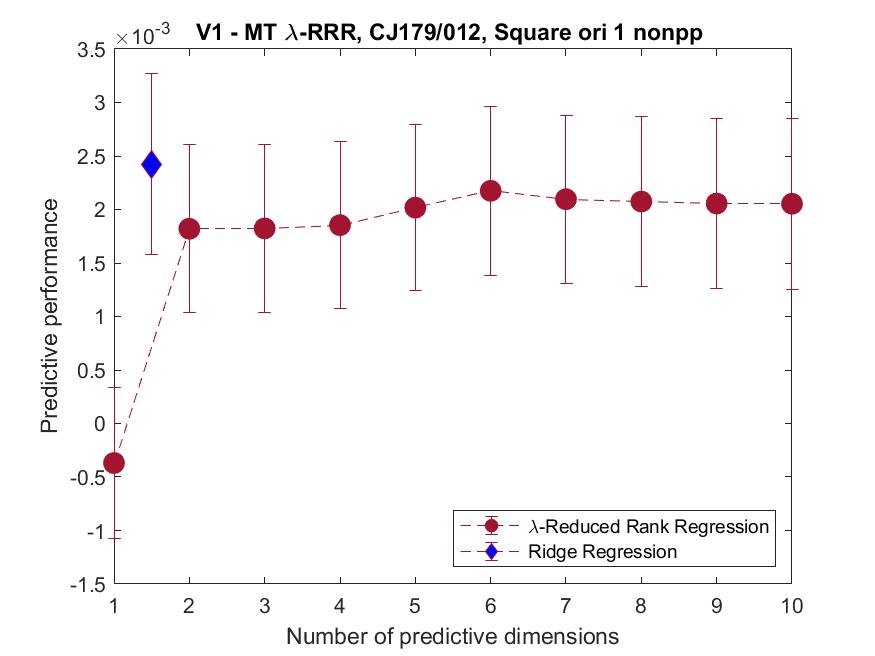 ×10-3
V1 - MT λ-RRR, CJ179/012, Square ori 1 nonpp
3.5
3
2.5
2
1.5
1
0.5
0
-0.5
-1
-1.5
Predictive performance
1 2 3 4 5 6 7 8 9 10
Number of predictive dimensions
λ-Reduced Rank Regression
Ridge Regression